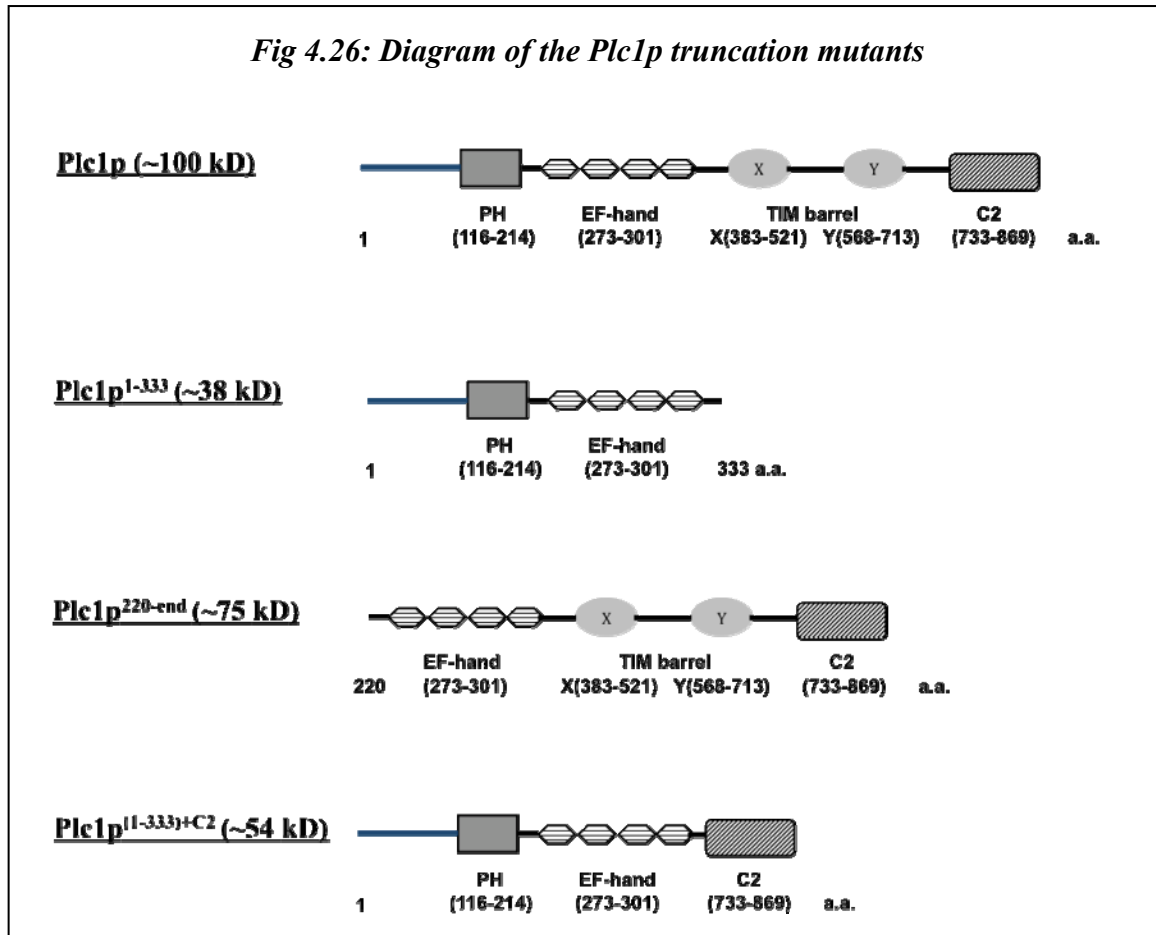 Fig 4.26: Diagram of the Plc1p truncation mutants
Plc1p (~100 kD)
X Y
PH EF-hand TIM barrel C2
1 (116-214) (273-301) X(383-521) Y(568-713) (733-869) a.a.
Plc1p1-333 (~38 kD)
PH EF-hand
1 (116-214) (273-301) 333 a.a.
Plc1p220-end (~75 kD)
X Y
EF-hand TIM barrel C2
220 (273-301) X(383-521) Y(568-713) (733-869) a.a.
Plc1p(1-333)+C2 (~54 kD)
PH EF-hand C2
1 (116-214) (273-301) (733-869) a.a.